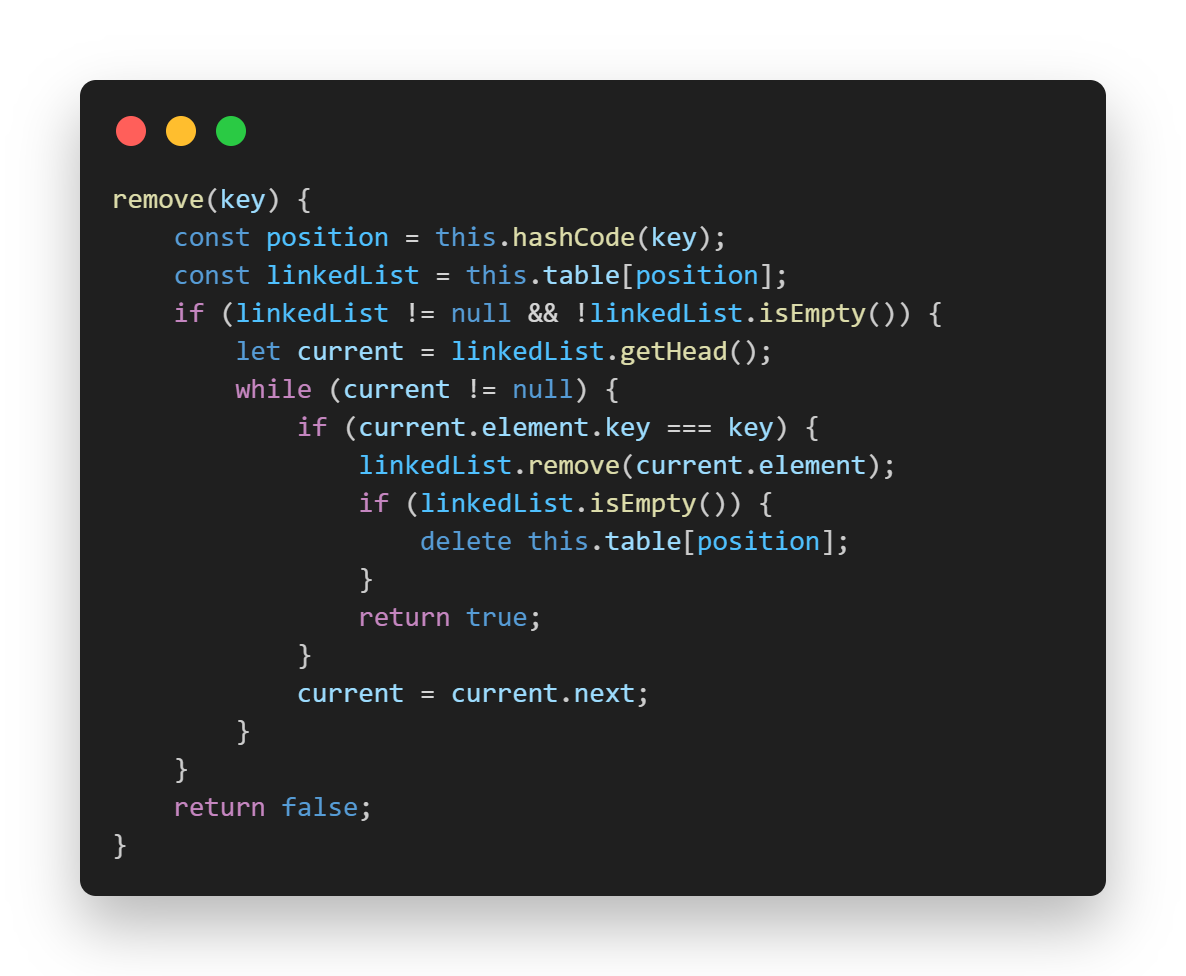 remove(key) {
    const position = this.hashCode(key);
    const linkedList = this.table[position];
    if (linkedList != null && !linkedList.isEmpty()) {
        let current = linkedList.getHead();
        while (current != null) {
            if (current.element.key === key) {
                linkedList.remove(current.element);
                if (linkedList.isEmpty()) {
                    delete this.table[position];
                }
                return true;
            }
            current = current.next;
        }
    }
    return false;
}